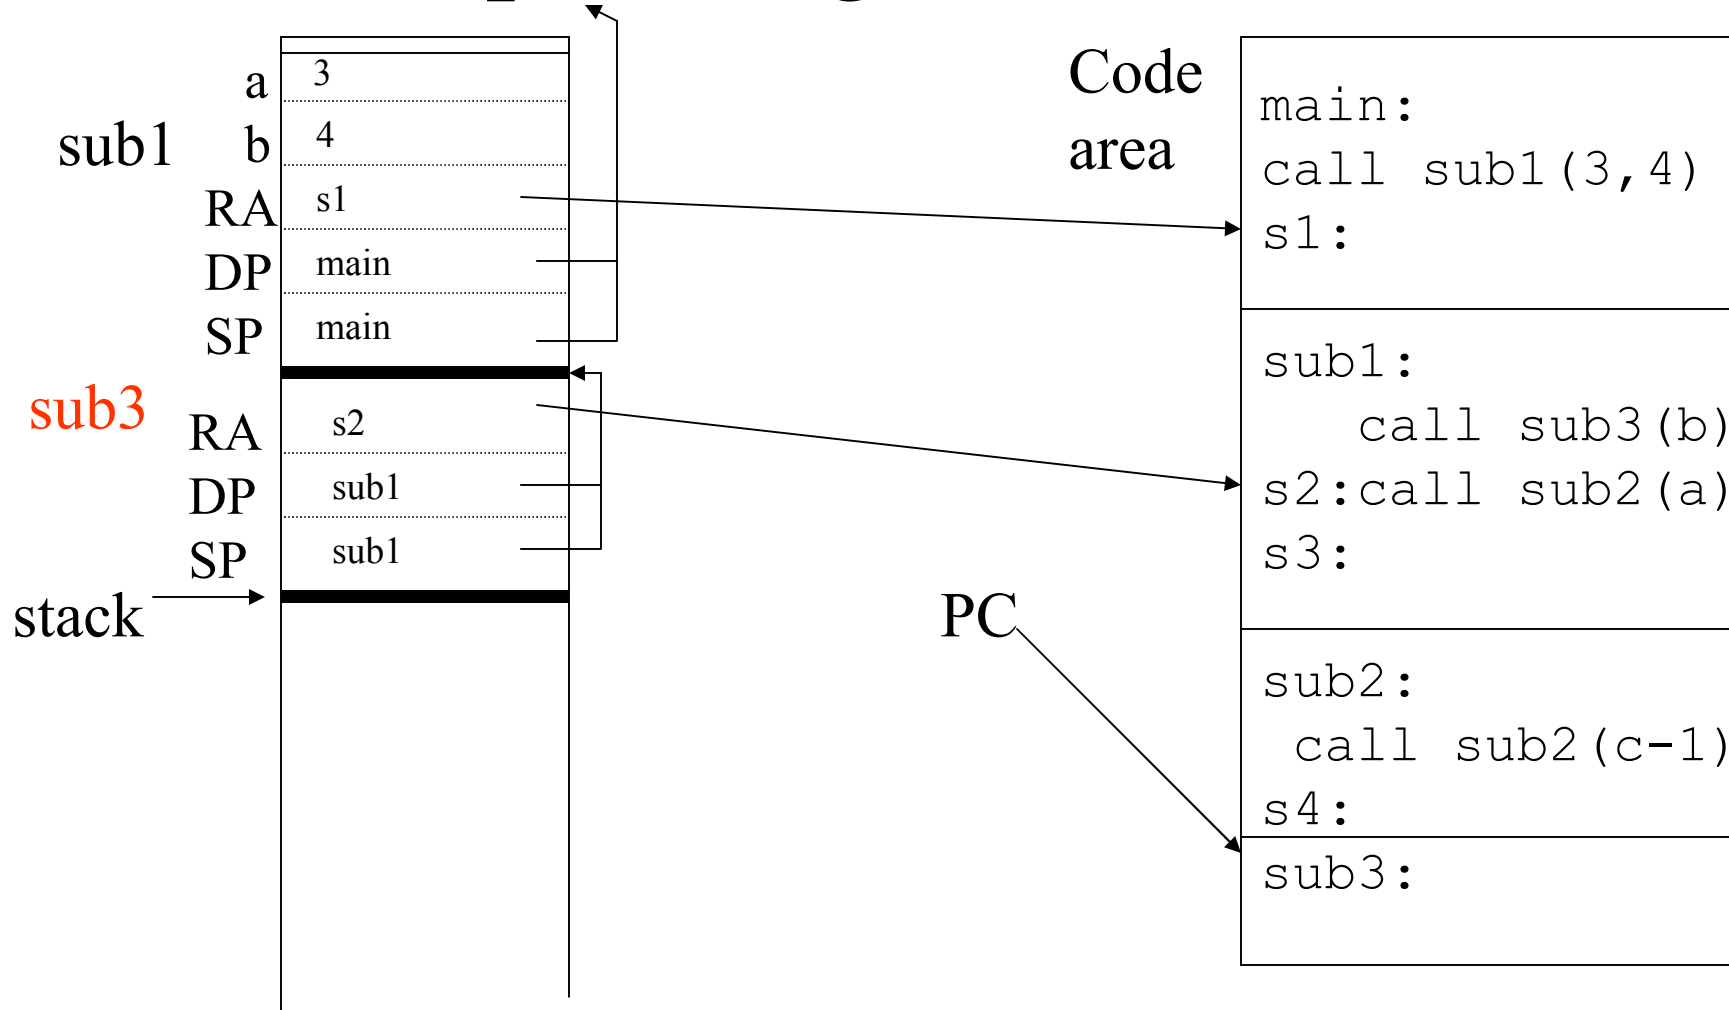 a 3
sub1 b 4
RA s1
DP main
SP main
sub3
RA s2
DP sub1
SP sub1
stack
Code
area
PC
main:
call sub1(3,4)
s1:
sub1:
call sub3(b)
s2:call sub2(a)
s3:
sub2:
call sub2(c-1)
s4:
sub3: